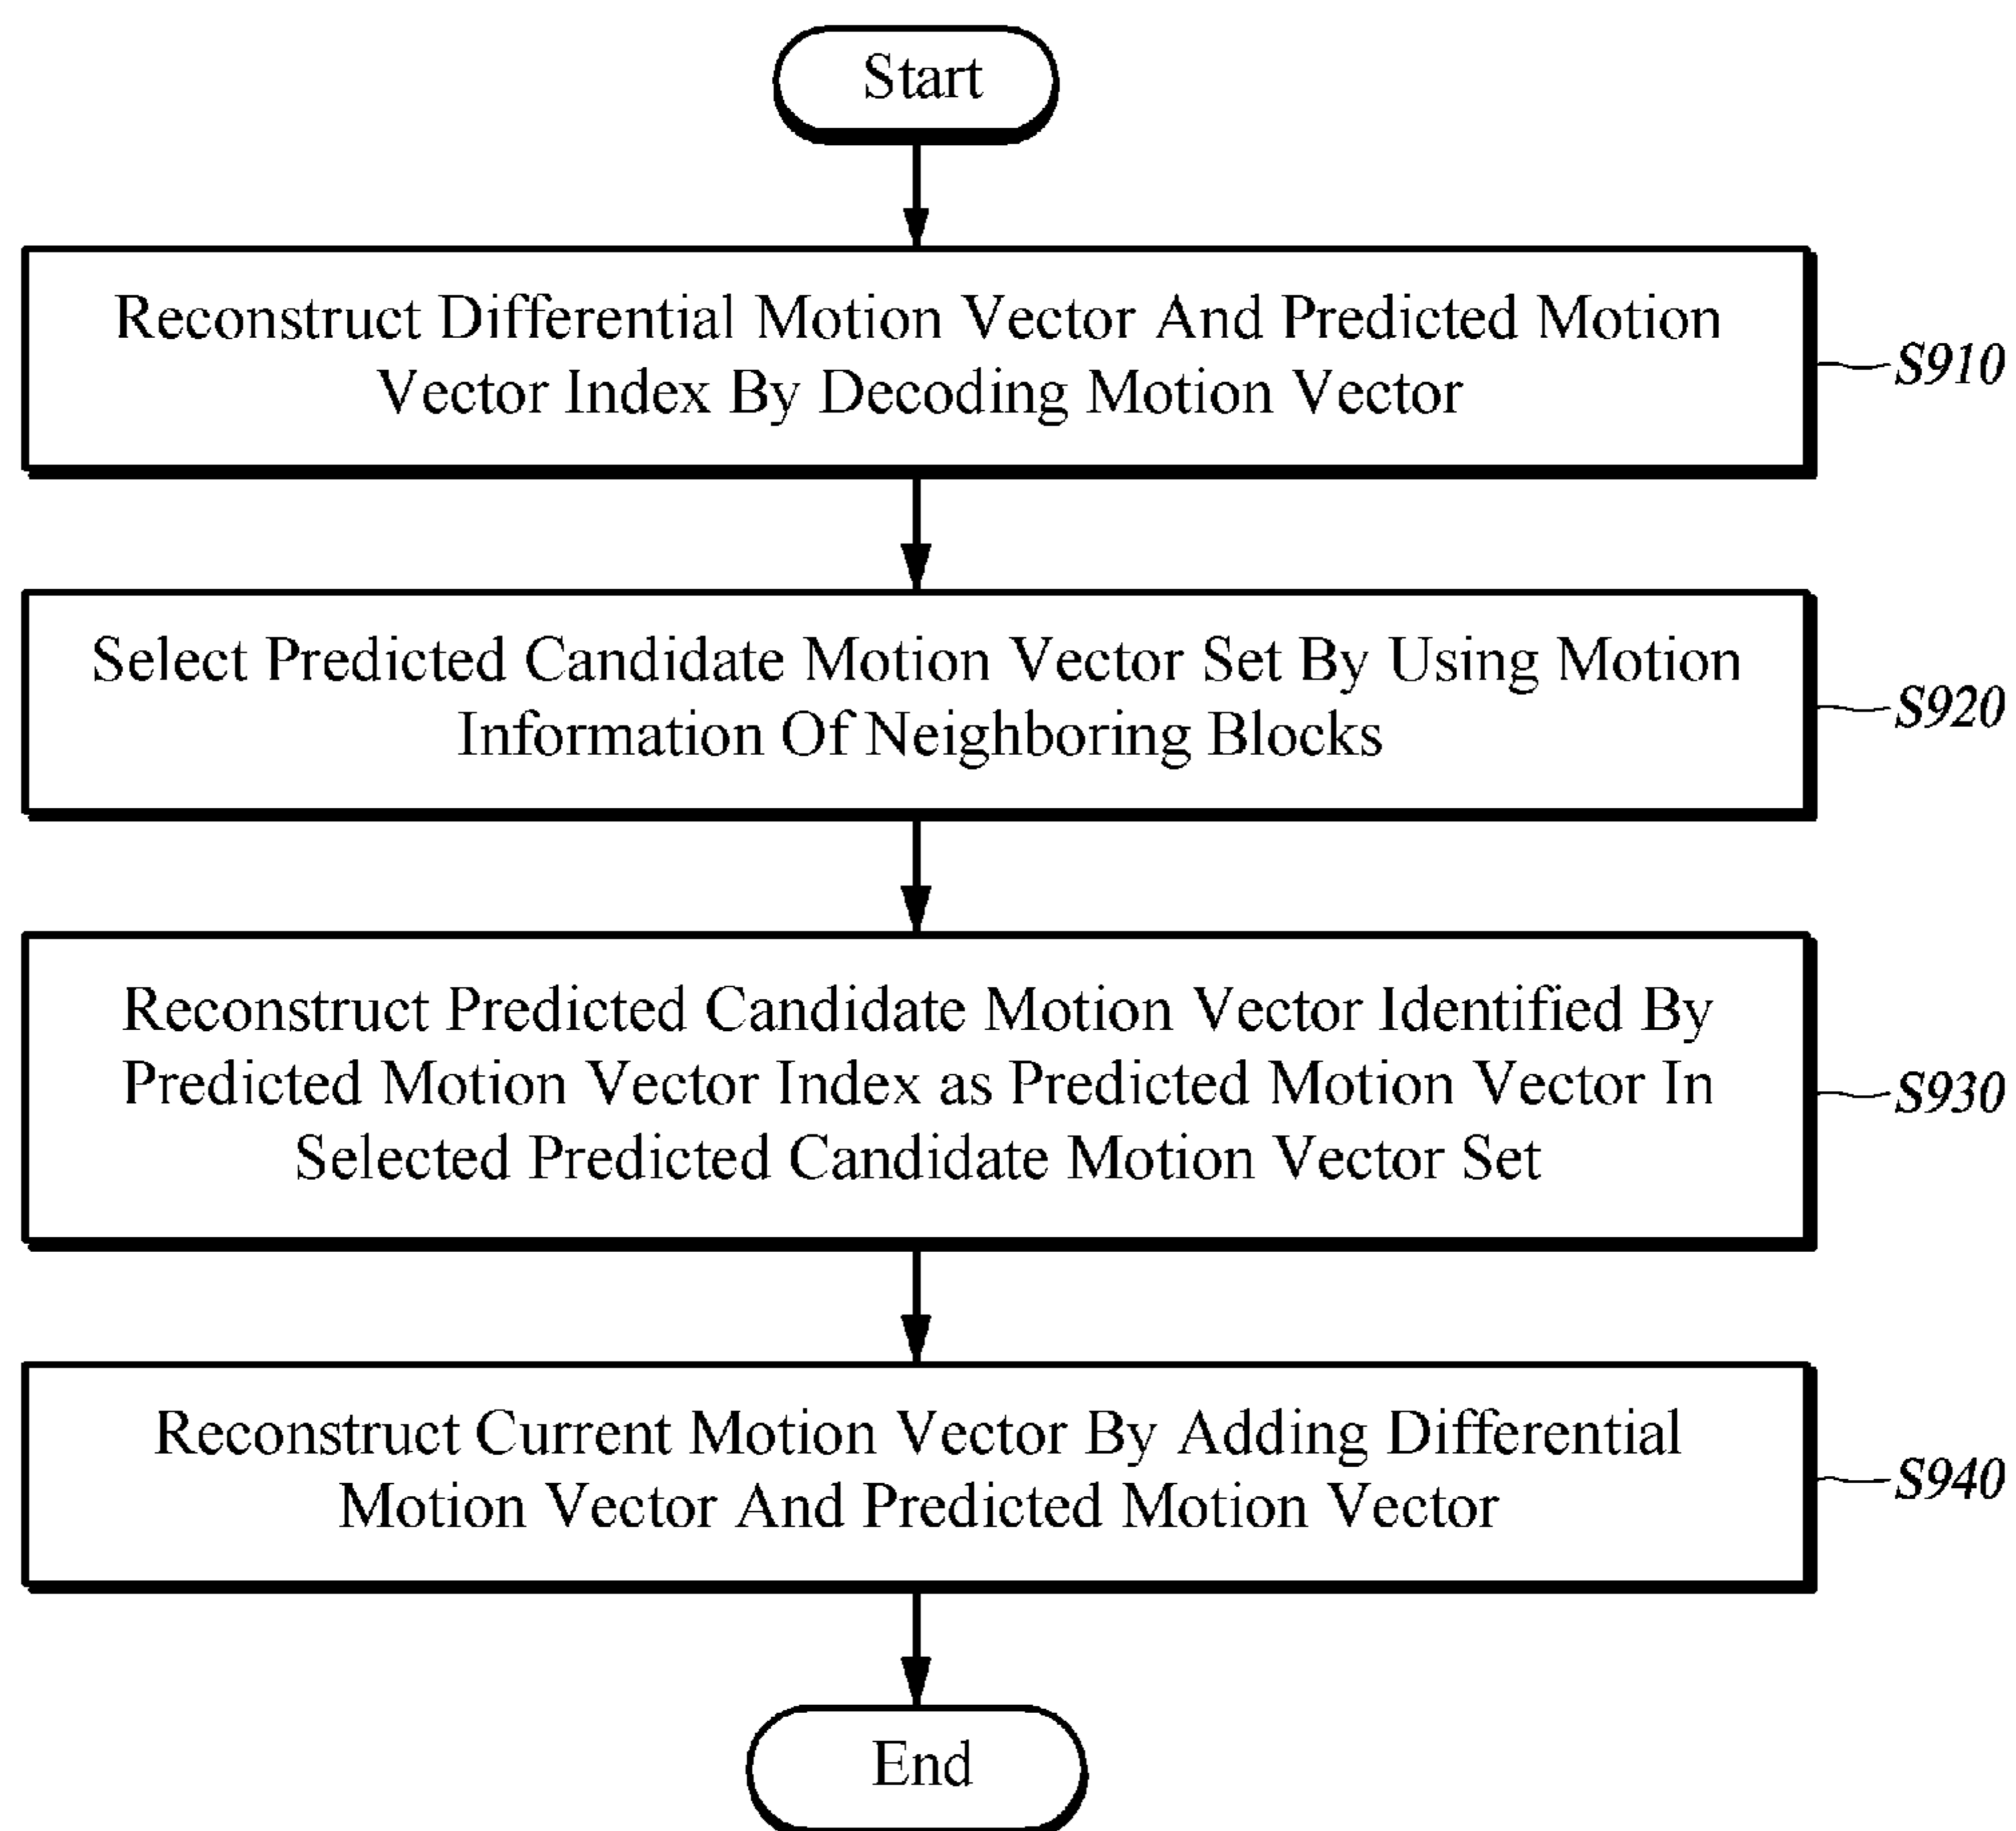 Start
Reconstruct Differential Motion Vector And Predicted Motion
Vector Index By Decoding Motion Vector
S910
Select Predicted Candidate Motion Vector Set By Using Motion
Information Of Neighboring Blocks
S920
Reconstruct Predicted Candidate Motion Vector Identified By
Predicted Motion Vector Index as Predicted Motion Vector In
Selected Predicted Candidate Motion Vector Set
S930
Reconstruct Current Motion Vector By Adding Differential
Motion Vector And Predicted Motion Vector
S940
End